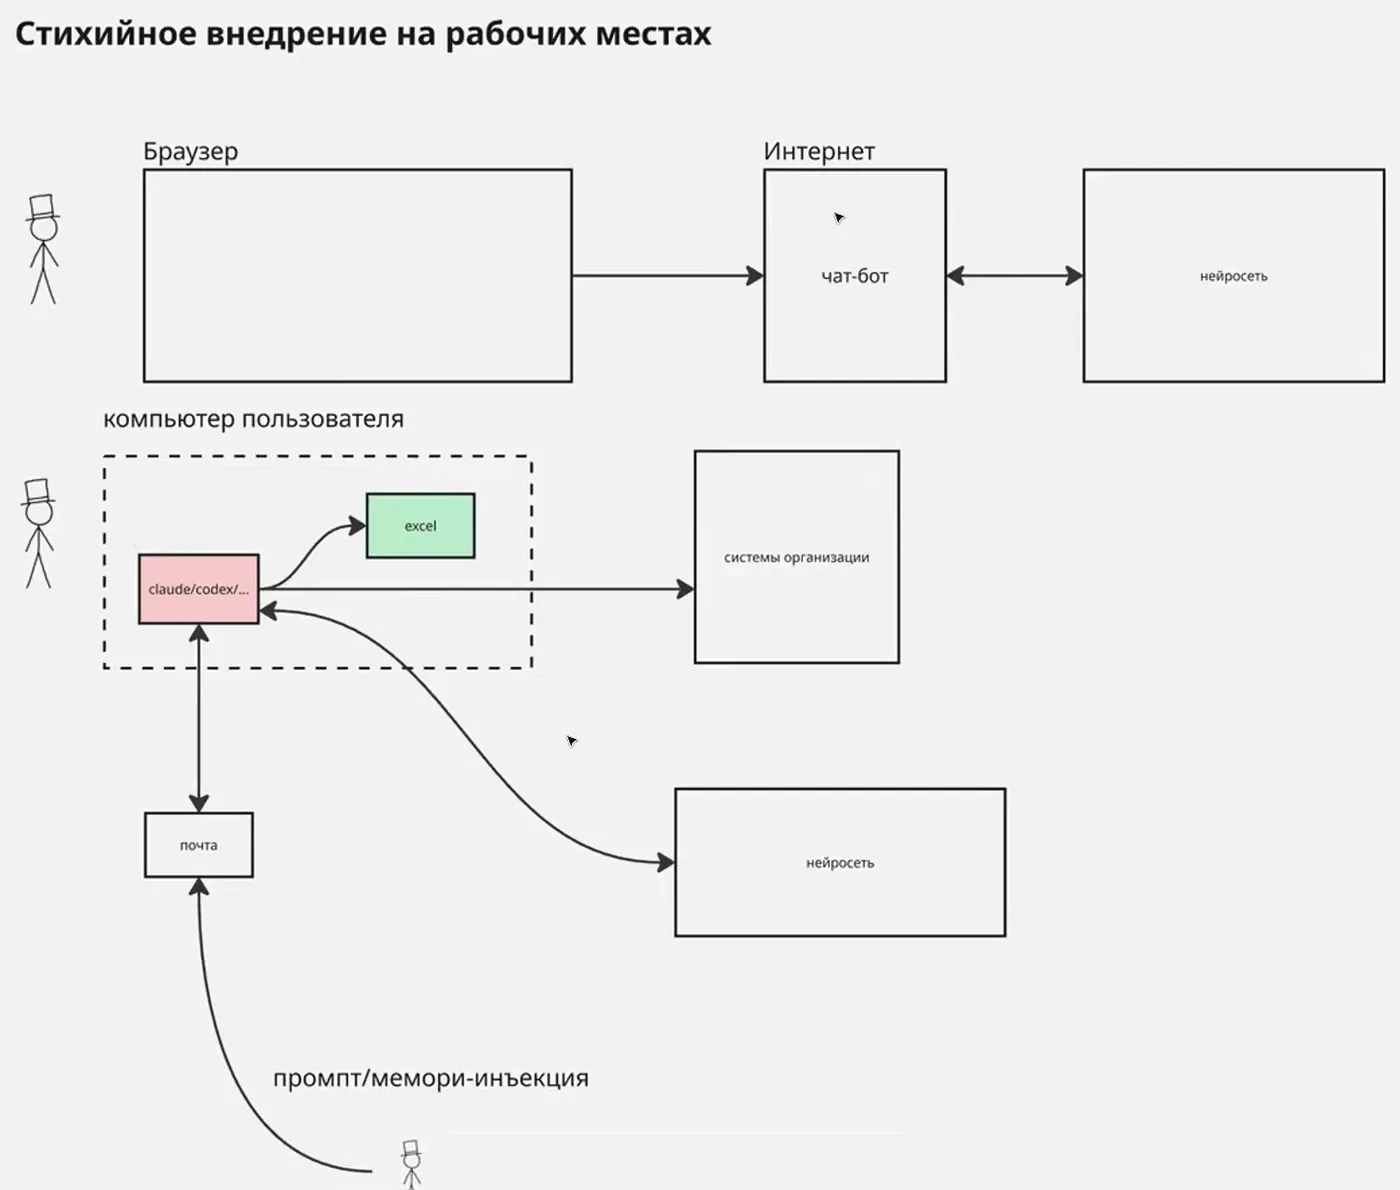 Стихийное внедрение на рабочих местах
Браузер
Интернет
чат-бот
нейросеть
компьютер пользователя
excel
claude/codex/...
системы организации
почта
нейросеть
промпт/мемори-инъекция